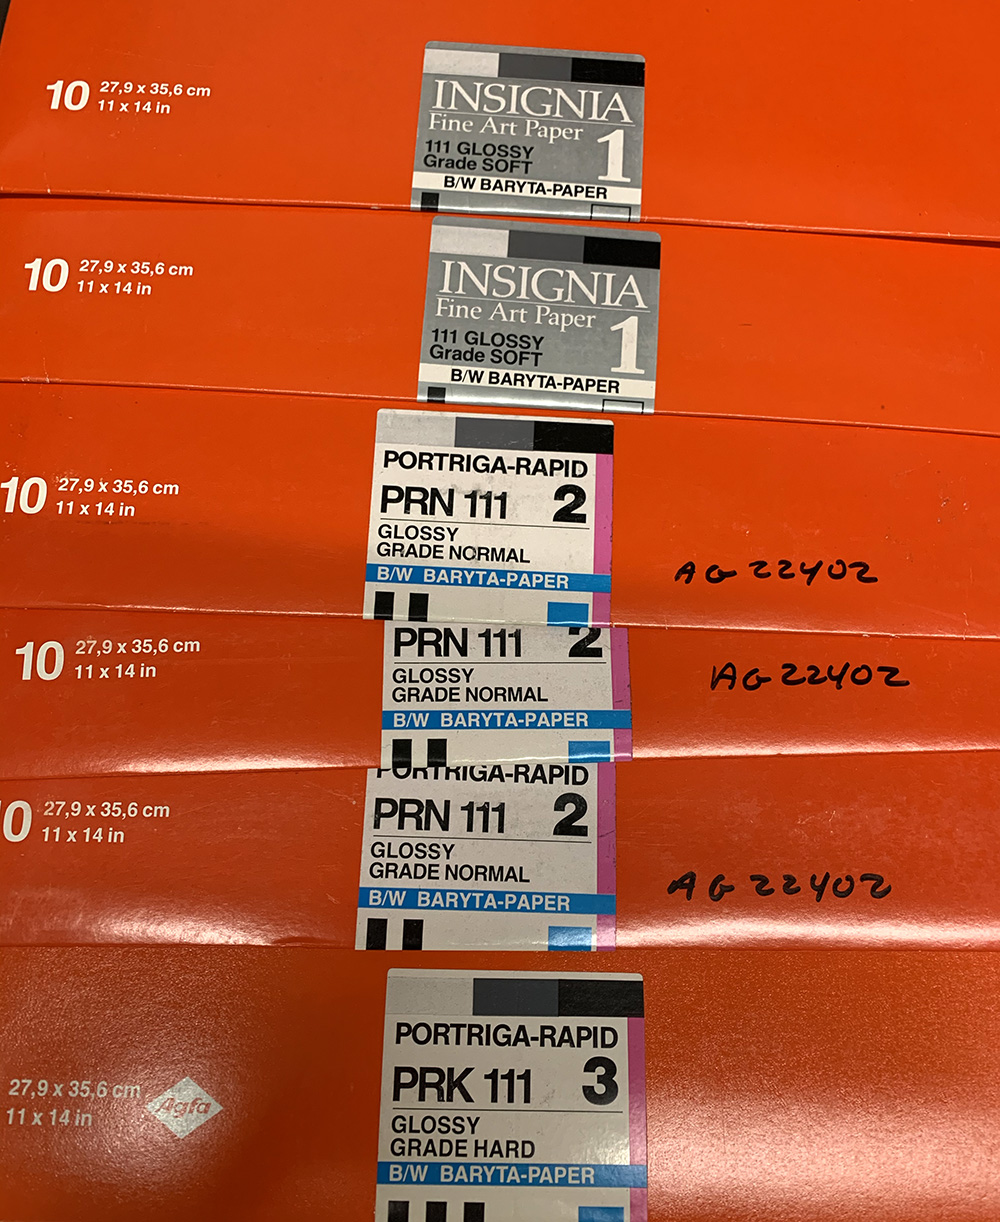 10 27,9 x 35,6 cm
11 x 14 in
INSIGNIA
Fine Art Paper
111 GLOSSY
Grade SOFT
1
B/W BARYTA-PAPER
10 27,9 x 35,6 cm
11 x 14 in
INSIGNIA
Fine Art Paper
111 GLOSSY
Grade SOFT
1
B/W BARYTA-PAPER
10 27,9 x 35,6 cm
11 x 14 in
PORTRIGA-RAPID
PRN 111 2
GLOSSY
GRADE NORMAL
B/W BARYTA-PAPER
AG 22402
10 27,9 x 35,6 cm
11 x 14 in
PRN 111 2
GLOSSY
GRADE NORMAL
B/W BARYTA-PAPER
AG 22402
10 27,9 x 35,6 cm
11 x 14 in
PORTRIGA-RAPID
PRN 111 2
GLOSSY
GRADE NORMAL
B/W BARYTA-PAPER
AG 22402
27,9 x 35,6 cm
11 x 14 in
Agfa
PORTRIGA-RAPID
PRK 111 3
GLOSSY
GRADE HARD
B/W BARYTA-PAPER